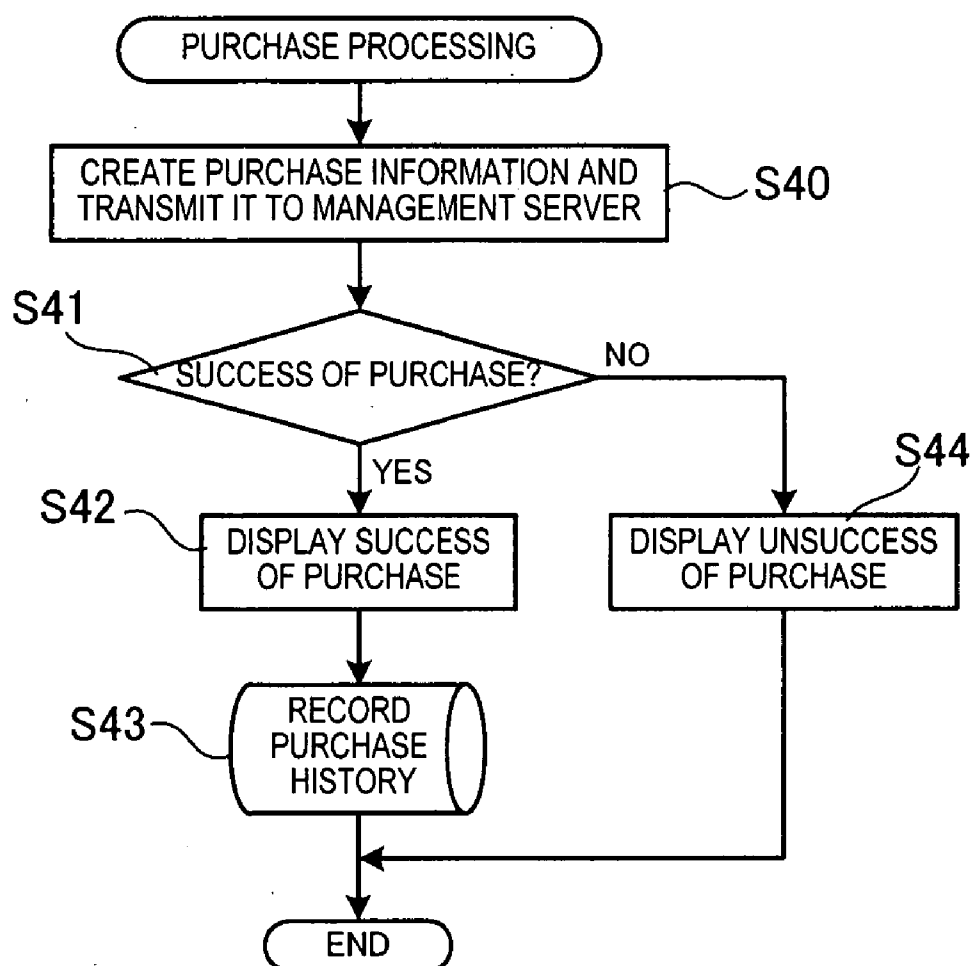 PURCHASE PROCESSING
CREATE PURCHASE INFORMATION AND
TRANSMIT IT TO MANAGEMENT SERVER
S40
S41
SUCCESS OF PURCHASE?
NO
YES
S42
DISPLAY SUCCESS
OF PURCHASE
S44
DISPLAY UNSUCCESS
OF PURCHASE
S43
RECORD
PURCHASE
HISTORY
END